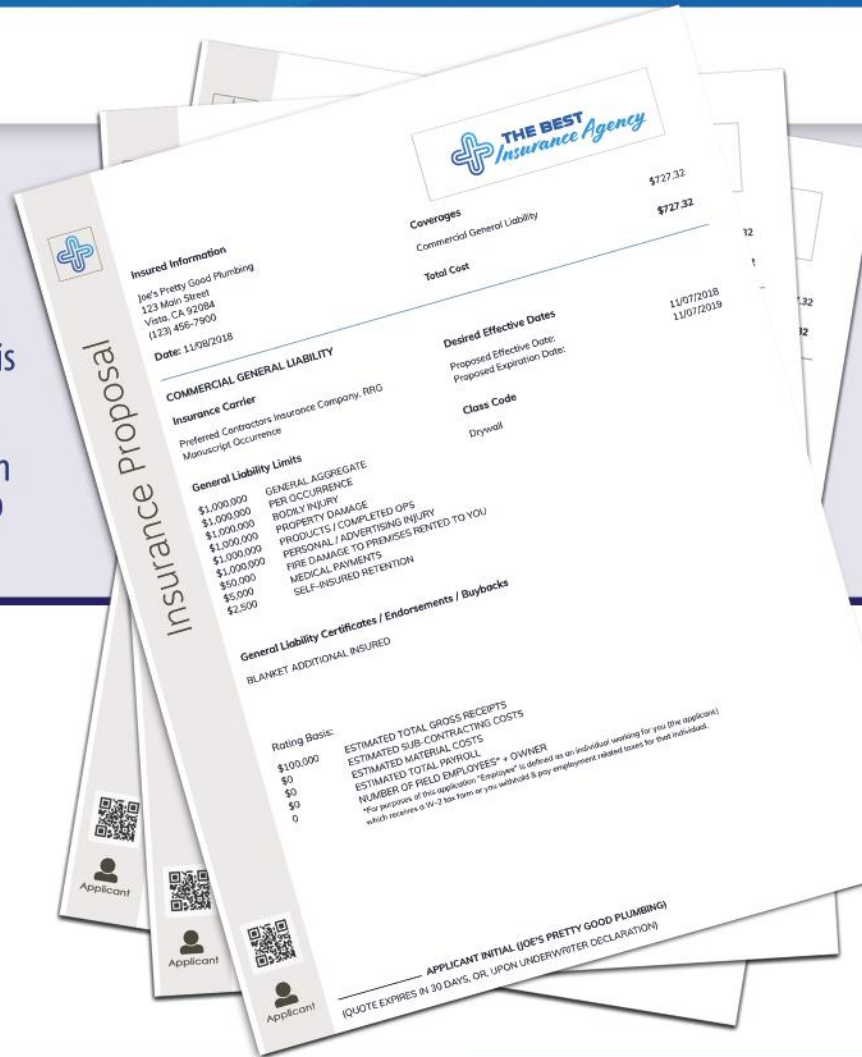 THE BEST
Insurance Agency
Insurance Proposal
Insured Information
Joe's Pretty Good Plumbing
123 Main Street
Vista, CA 92084
(123) 456-7900
Date: 11/08/2018
Coverages
Commercial General Liability $727.32
Total Cost $727.32
COMMERCIAL GENERAL LIABILITY
Insurance Carrier
Preferred Contractors Insurance Company, RRG
Manuscript Occurrence
Desired Effective Dates
Proposed Effective Date: 11/07/2018
Proposed Expiration Date: 11/07/2019
Class Code
Drywall
General Liability Limits
$1,000,000 GENERAL AGGREGATE
$1,000,000 PER OCCURRENCE
$1,000,000 BODILY INJURY
$1,000,000 PROPERTY DAMAGE
$1,000,000 PRODUCTS / COMPLETED OPS
$1,000,000 PERSONAL / ADVERTISING INJURY
$50,000 FIRE DAMAGE TO PREMISES RENTED TO YOU
$5,000 MEDICAL PAYMENTS
$2,500 SELF-INSURED RETENTION
General Liability Certificates / Endorsements / Buybacks
BLANKET ADDITIONAL INSURED
Rating Basis:
$100,000 ESTIMATED TOTAL GROSS RECEIPTS
$0 ESTIMATED SUB-CONTRACTING COSTS
$0 ESTIMATED MATERIAL COSTS
$0 ESTIMATED TOTAL PAYROLL
0 NUMBER OF FIELD EMPLOYEES* + OWNER
*For purposes of this application "Employee" is defined as an individual working for you (the applicant)
which receives a W-2 tax form or you withhold & pay employment related taxes for that individual.
APPLICANT INITIAL (JOE'S PRETTY GOOD PLUMBING)
(QUOTE EXPIRES IN 30 DAYS, OR, UPON UNDERWRITER DECLARATION)
Applicant
Applicant
Applicant